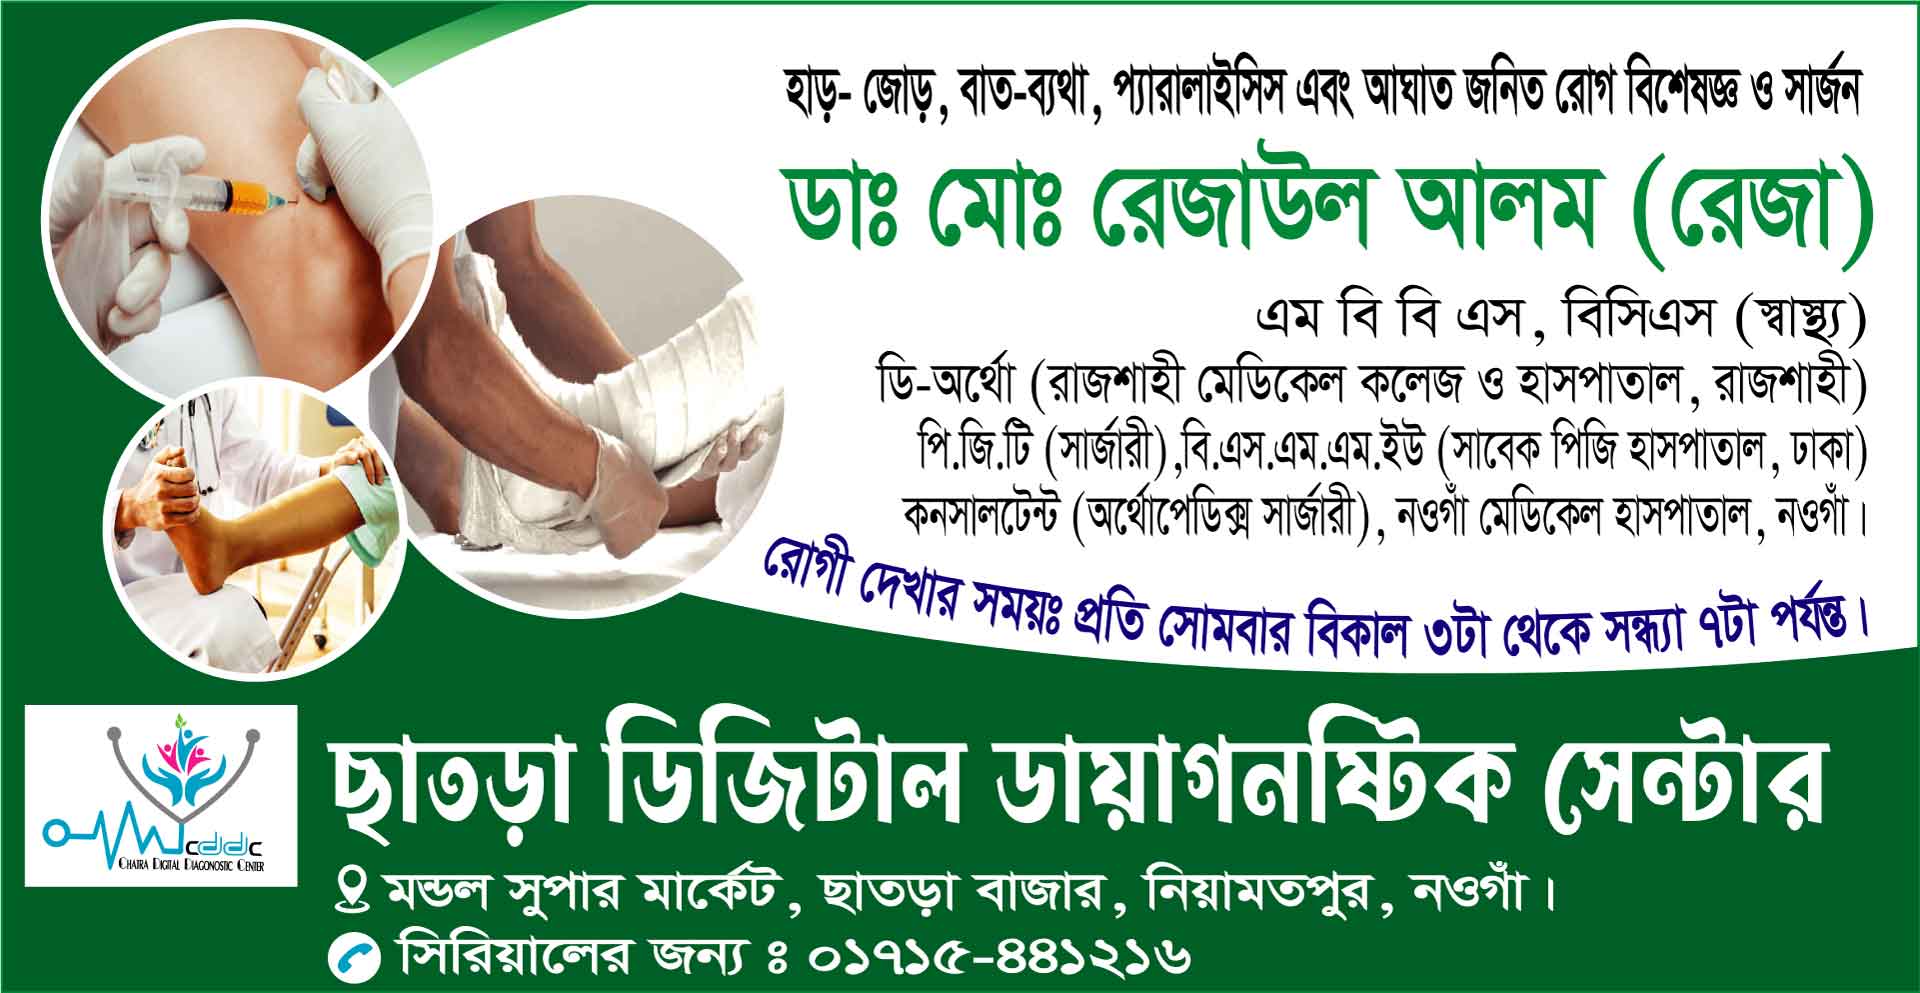 হাড়- জোড়, বাত-ব্যথা, প্যারালাইসিস এবং আঘাত জনিত রোগ বিশেষজ্ঞ ও সার্জন
ডাঃ মোঃ রেজাউল আলম (রেজা)
এম বি বি এস, বিসিএস (স্বাস্থ্য)
ডি-অর্থো (রাজশাহী মেডিকেল কলেজ ও হাসপাতাল, রাজশাহী)
পি.জি.টি (সার্জারী),বি.এস.এম.এম.ইউ (সাবেক পিজি হাসপাতাল, ঢাকা)
কনসালটেন্ট (অর্থোপেডিক্স সার্জারী), নওগাঁ মেডিকেল হাসপাতাল, নওগাঁ।
রোগী দেখার সময়ঃ প্রতি সোমবার বিকাল ৩টা থেকে সন্ধ্যা ৭টা পর্যন্ত।
ছাতড়া ডিজিটাল ডায়াগনষ্টিক সেন্টার
cddc
CHATRA DIGITAL DIAGONOSTIC CENTER
মন্ডল সুপার মার্কেট, ছাতড়া বাজার, নিয়ামতপুর, নওগাঁ।
সিরিয়ালের জন্য ঃ ০১৭১৫-৪৪১২১৬